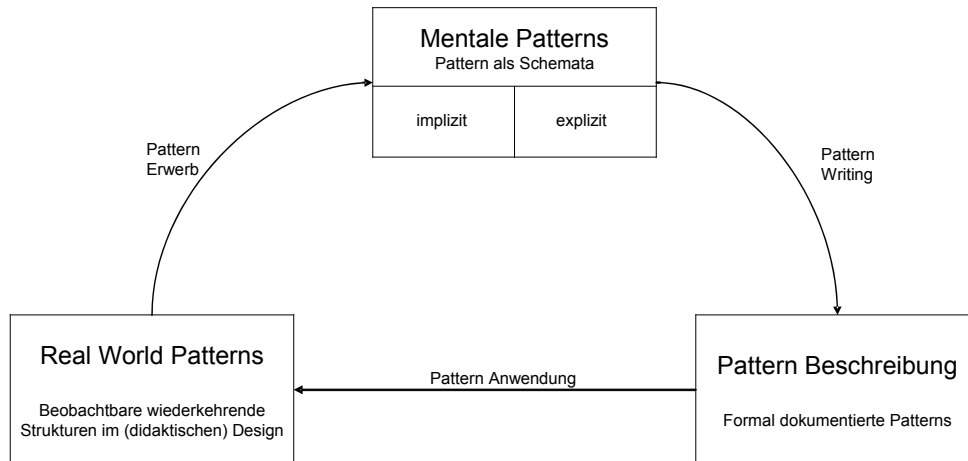 Mentale Patterns
Pattern als Schemata
implizit
explizit
Pattern
Erwerb
Pattern
Writing
Real World Patterns
Beobachtbare wiederkehrende
Strukturen im (didaktischen) Design
Pattern Anwendung
Pattern Beschreibung
Formal dokumentierte Patterns